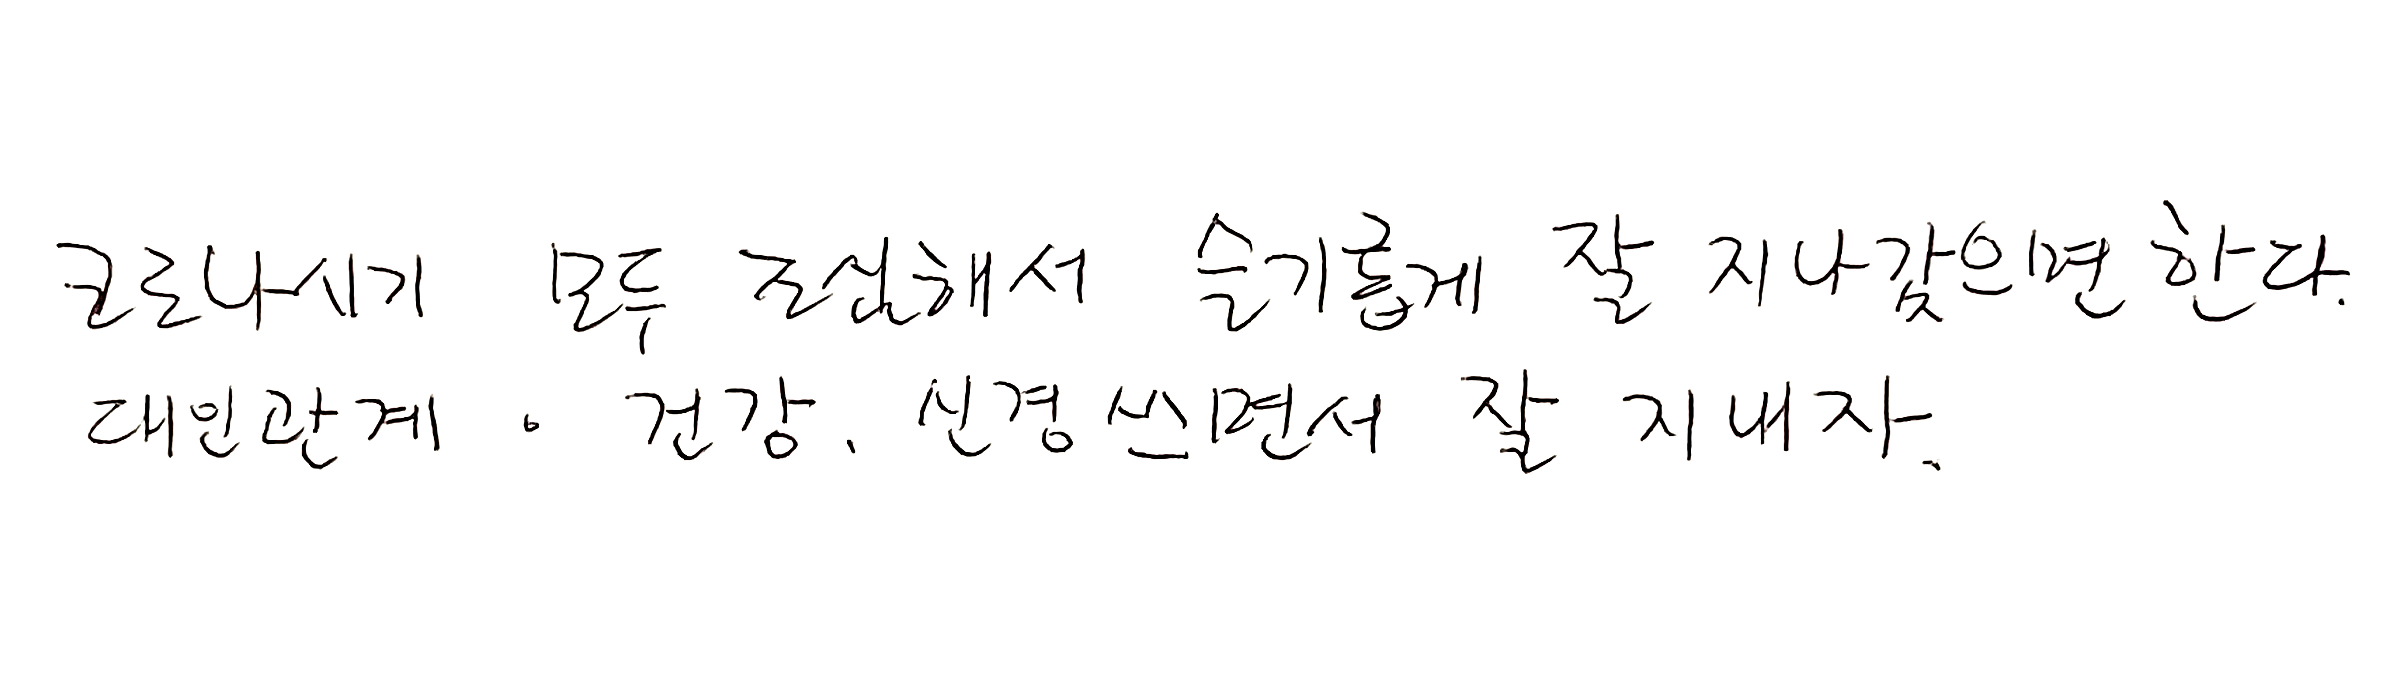 코로나시기 모두 조심해서 슬기롭게 잘 지나갔으면 한다.
대인관계 · 건강. 신경 쓰면서 잘 지내자.